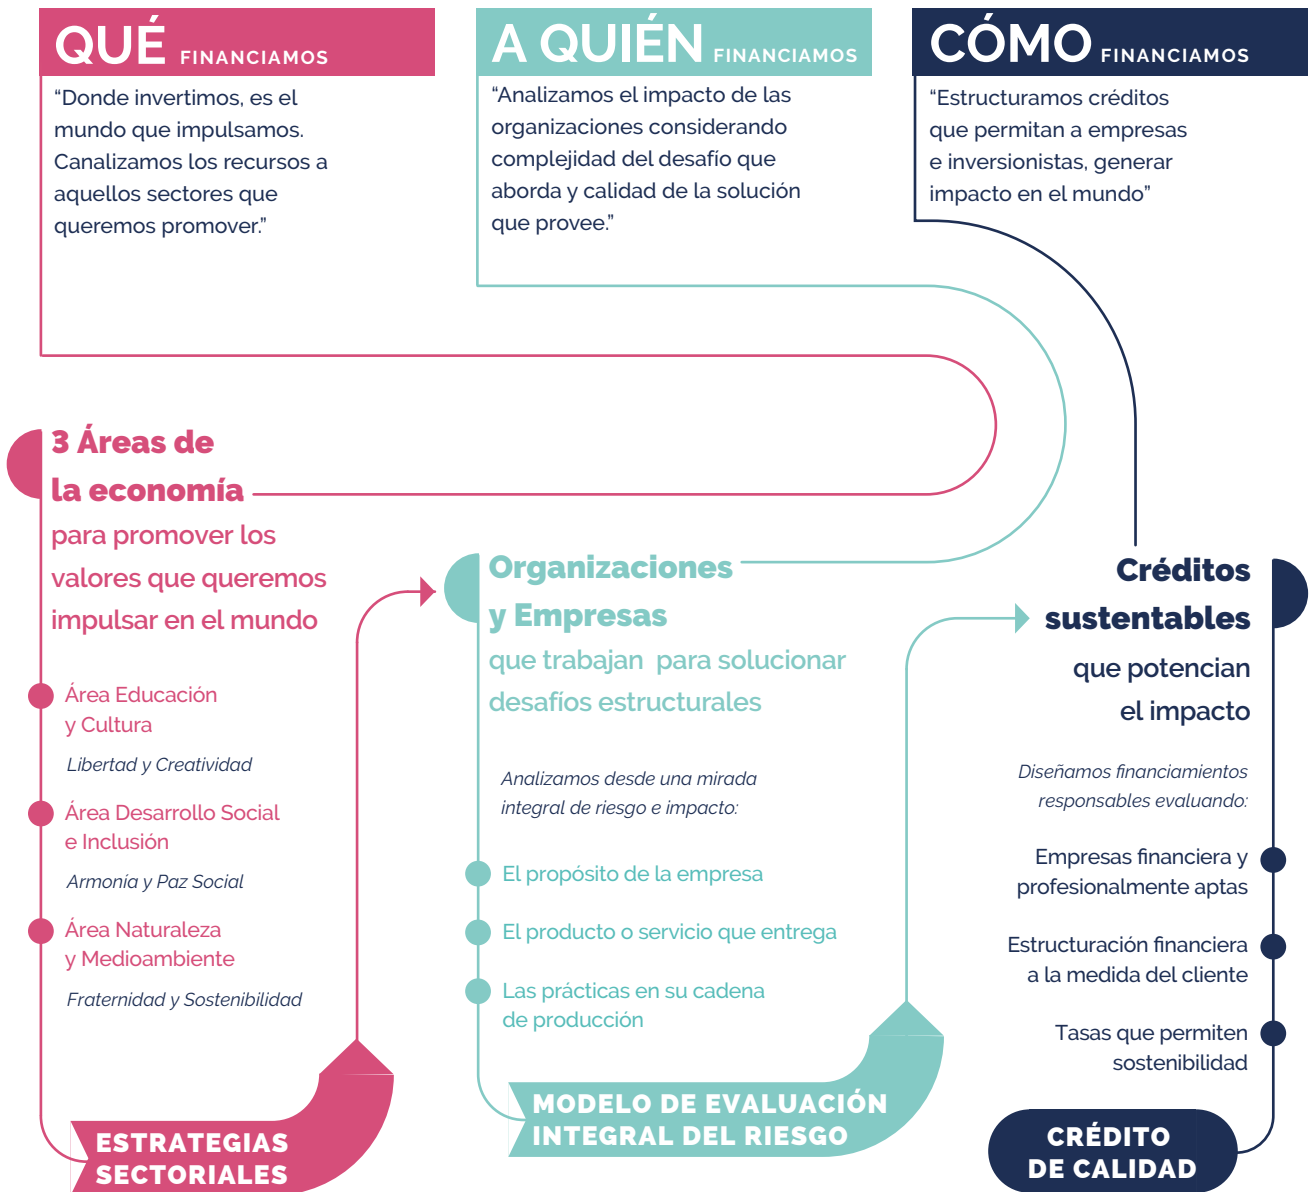 QUÉ FINANCIAMOS
“Donde invertimos, es el
mundo que impulsamos.
Canalizamos los recursos a
aquellos sectores que
queremos promover.”
A QUIÉN FINANCIAMOS
“Analizamos el impacto de las
organizaciones considerando
complejidad del desafío que
aborda y calidad de la solución
que provee.”
CÓMO FINANCIAMOS
“Estructuramos créditos
que permitan a empresas
e inversionistas, generar
impacto en el mundo”
3 Áreas de
la economía
para promover los
valores que queremos
impulsar en el mundo
Área Educación
y Cultura
Libertad y Creatividad
Área Desarrollo Social
e Inclusión
Armonía y Paz Social
Área Naturaleza
y Medioambiente
Fraternidad y Sostenibilidad
ESTRATEGIAS
SECTORIALES
Organizaciones
y Empresas
que trabajan para solucionar
desafíos estructurales
Analizamos desde una mirada
integral de riesgo e impacto:
El propósito de la empresa
El producto o servicio que entrega
Las prácticas en su cadena
de producción
MODELO DE EVALUACIÓN
INTEGRAL DEL RIESGO
Créditos
sustentables
que potencian
el impacto
Diseñamos financiamientos
responsables evaluando:
Empresas financiera y
profesionalmente aptas
Estructuración financiera
a la medida del cliente
Tasas que permiten
sostenibilidad
CRÉDITO
DE CALIDAD